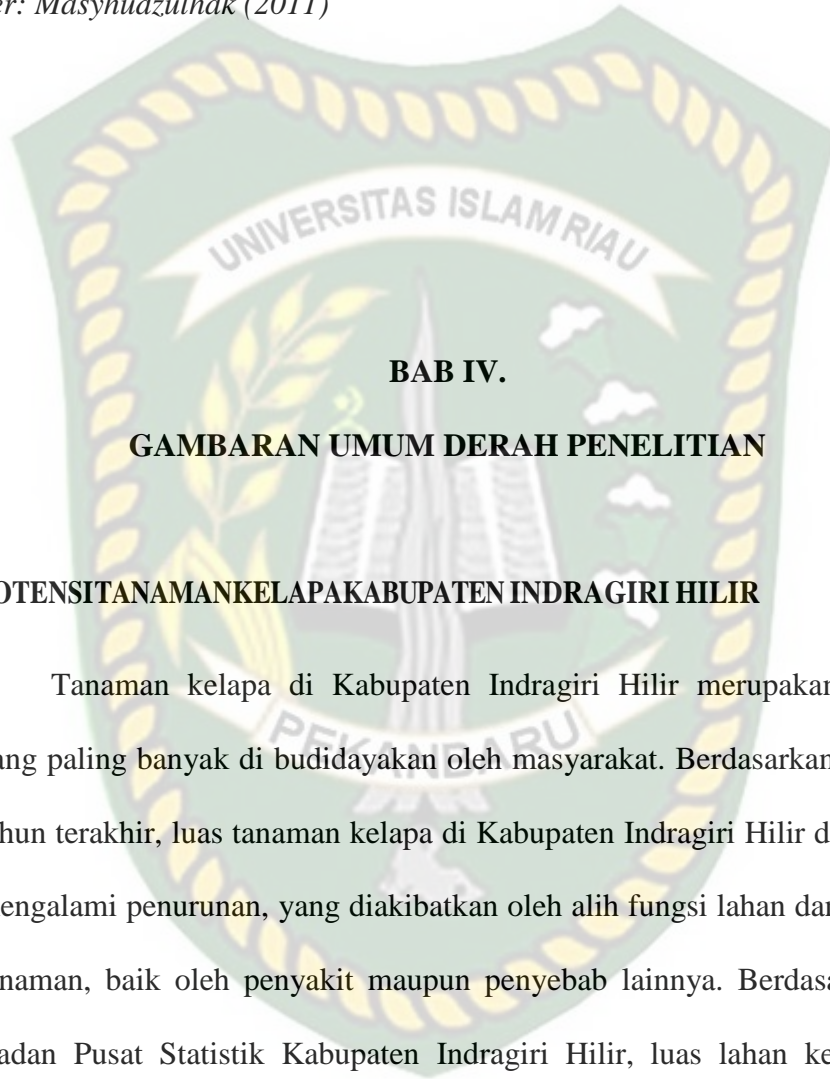 er: Masyhudzulhak (2011)
UNIVERSITAS ISLAM RIAU
BAB IV.
GAMBARAN UMUM DERAH PENELITIAN
OTENSITANAMANKELAPAKABUPATEN INDRAGIRI HILIR
Tanaman kelapa di Kabupaten Indragiri Hilir merupakan
ang paling banyak di budidayakan oleh masyarakat. Berdasarkan
PEKANBARU
hun terakhir, luas tanaman kelapa di Kabupaten Indragiri Hilir d
engalami penurunan, yang diakibatkan oleh alih fungsi lahan dan
naman, baik oleh penyakit maupun penyebab lainnya. Berdasa
adan Pusat Statistik Kabupaten Indragiri Hilir, luas lahan ke